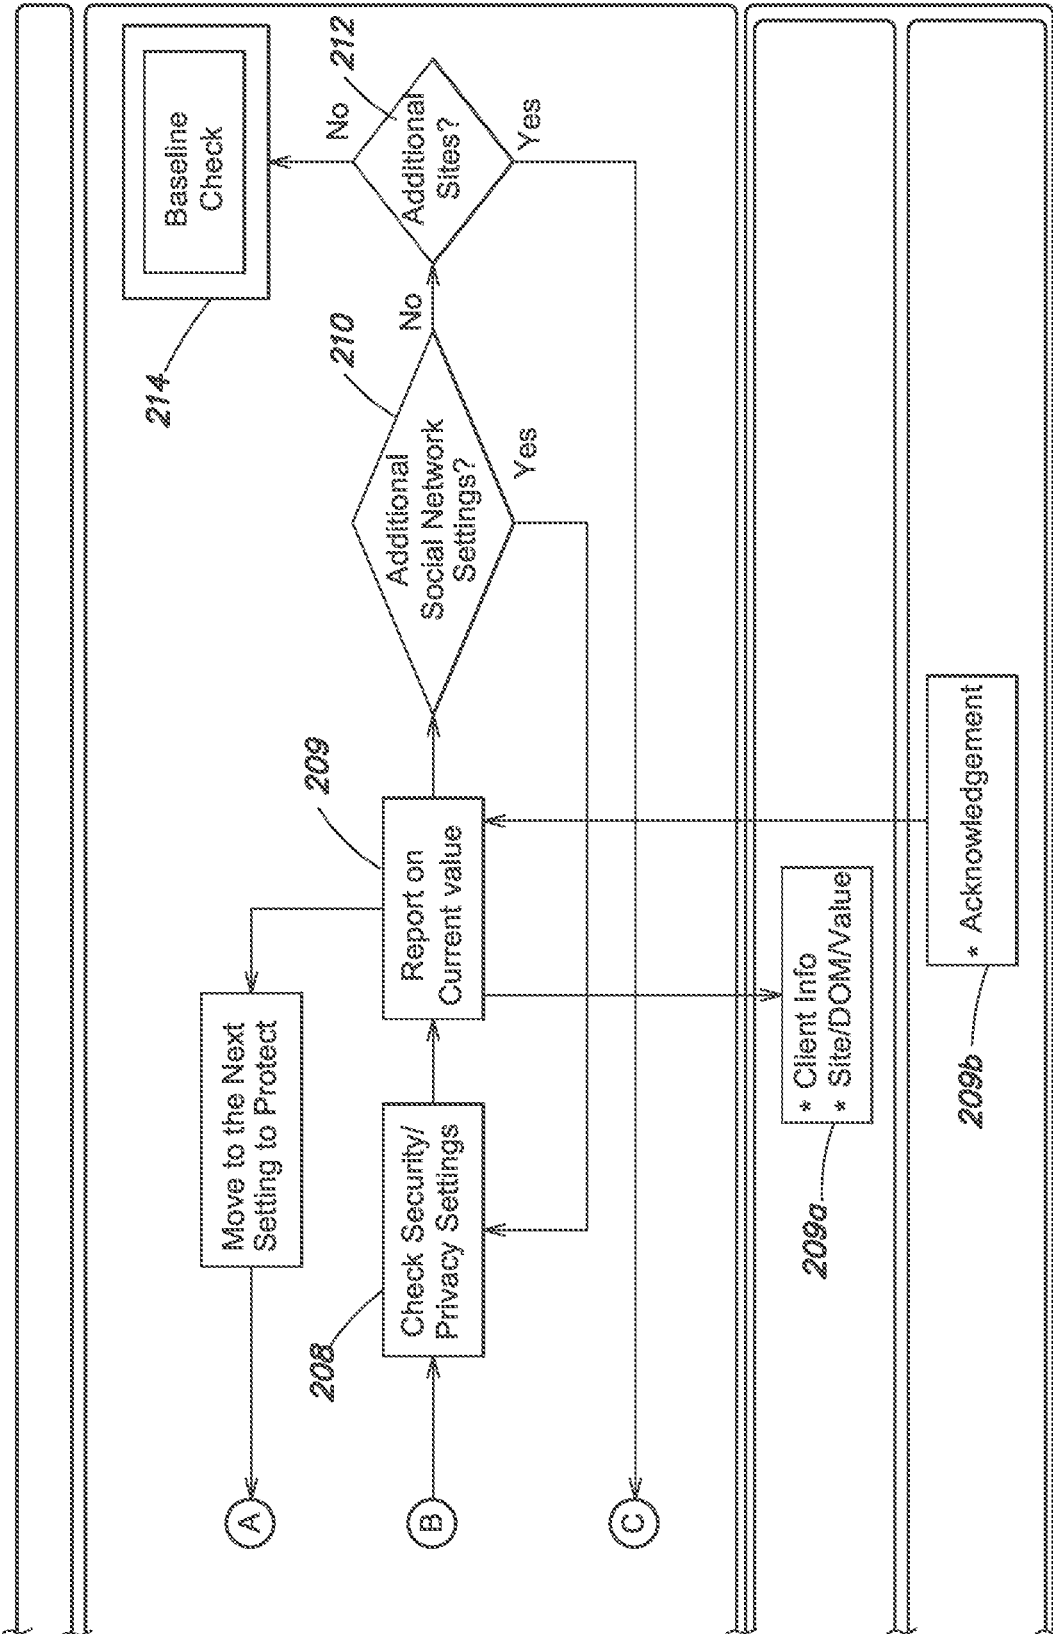 A
Move to the Next
Setting to Protect
B
208
Check Security/
Privacy Settings
209
Report on
Current value
210
Additional
Social Network
Settings?
No
Yes
212
Additional
Sites?
No
Yes
214
Baseline
Check
C
209a
* Client Info
* Site/DOM/Value
209b
* Acknowledgement